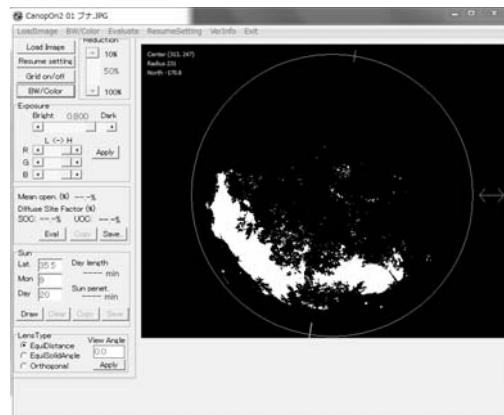 CanopOn2 01 ブナ.JPG
LoadImage BW/Color Evaluate ResumeSetting VerInfo Exit
Load Image
Resume setting
Grid on/off
BW/Color
Reduction
10%
50%
100%
Exposure
Bright 0.800 Dark
L <-> H
R
G
B
Apply
Mean open. (%) --.-%
Diffuse Site Factor (%)
SOC: --.-% UOC: --.-%
Eval Copy Save..
Sun
Lat. 35.5 Day length
---- min
Mon 9
Day 20 Sun penet.
---- min
Draw Clear Copy Save
LensType
EquiDistance
EquiSolidAngle
Orthogonal
View Angle
0.0
Apply
Center (313, 247)
Radius 231
North -170.8